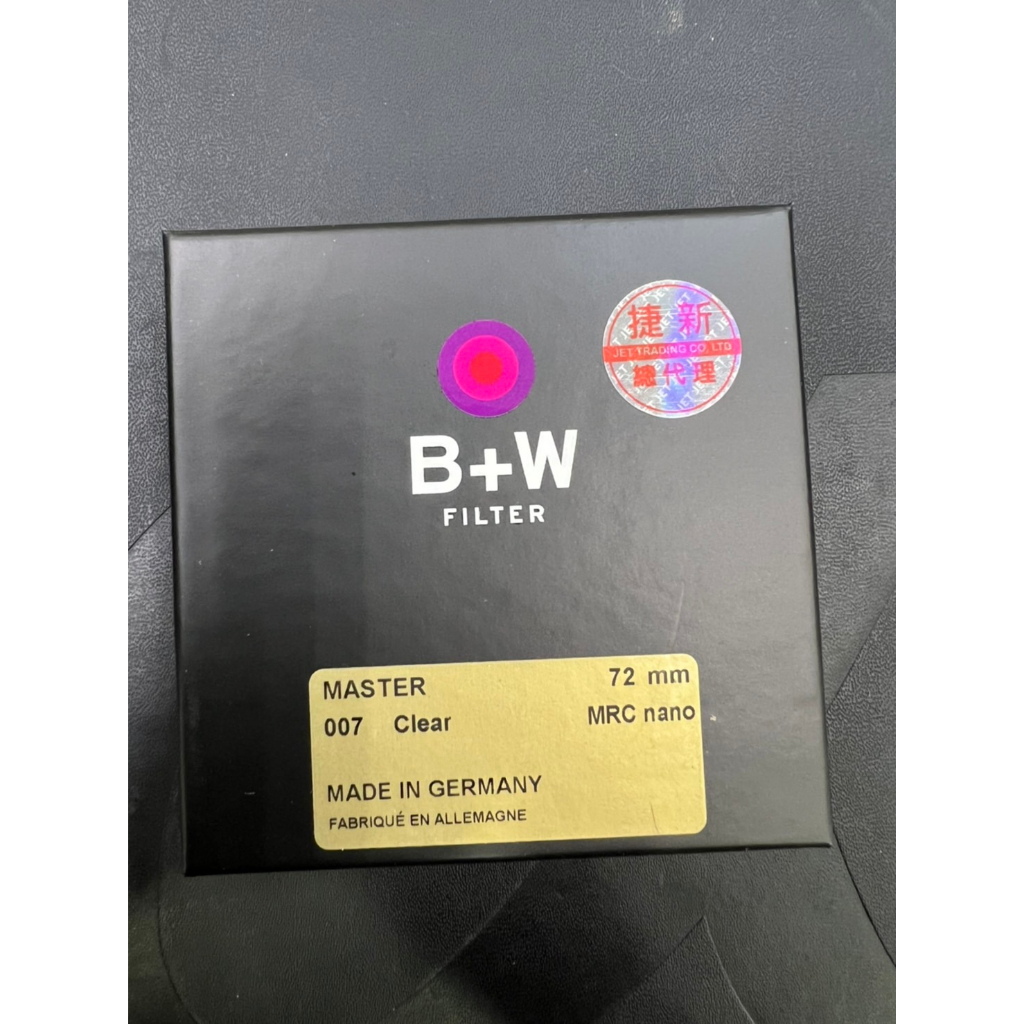 捷新
JET TRADING CO., LTD
總代理
B+W
FILTER
MASTER 72 mm
007 Clear MRC nano
MADE IN GERMANY
FABRIQUÉ EN ALLEMAGNE